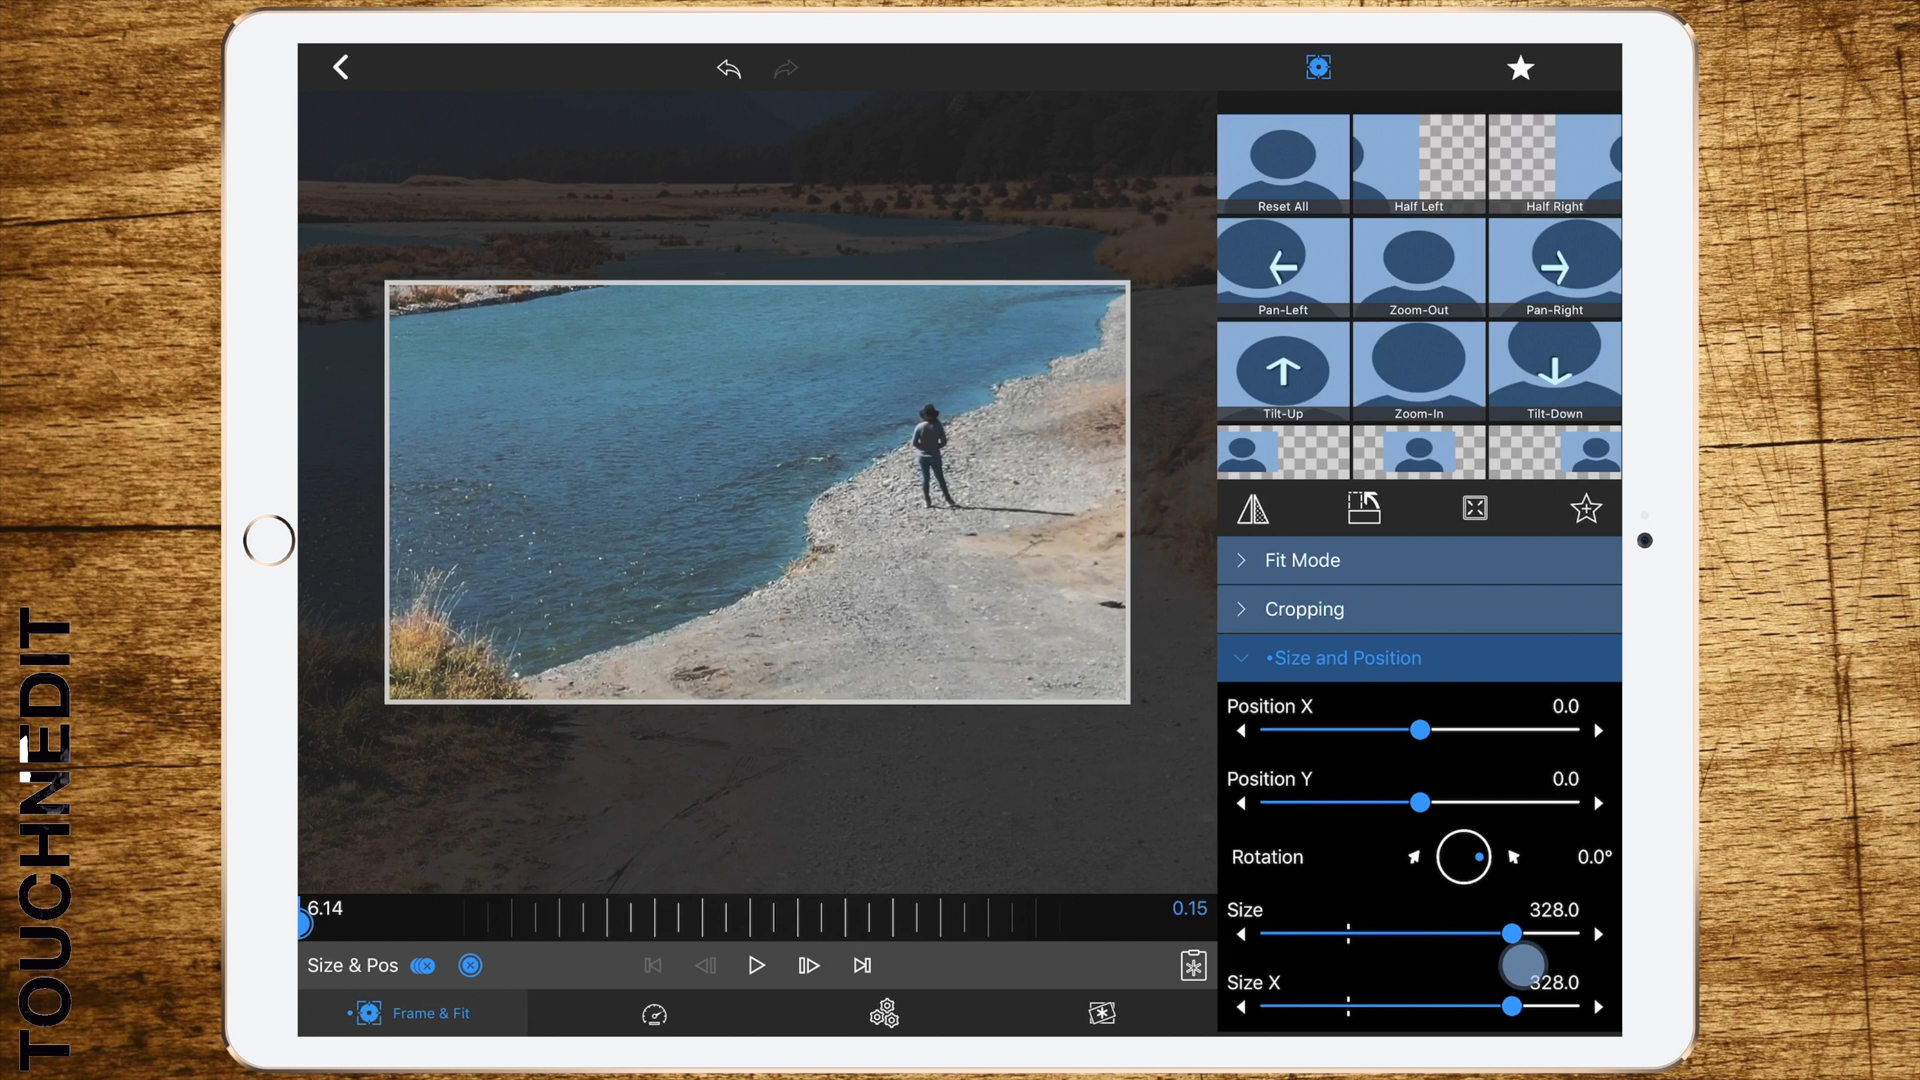 Reset All
Half Left
Half Right
Pan-Left
Zoom-Out
Pan-Right
Tilt-Up
Zoom-In
Tilt-Down
Fit Mode
Cropping
•Size and Position
Position X 0.0
Position Y 0.0
Rotation 0.0°
Size 328.0
Size X 328.0
6.14
0.15
Size & Pos
Frame & Fit
TOUCHNEDIT